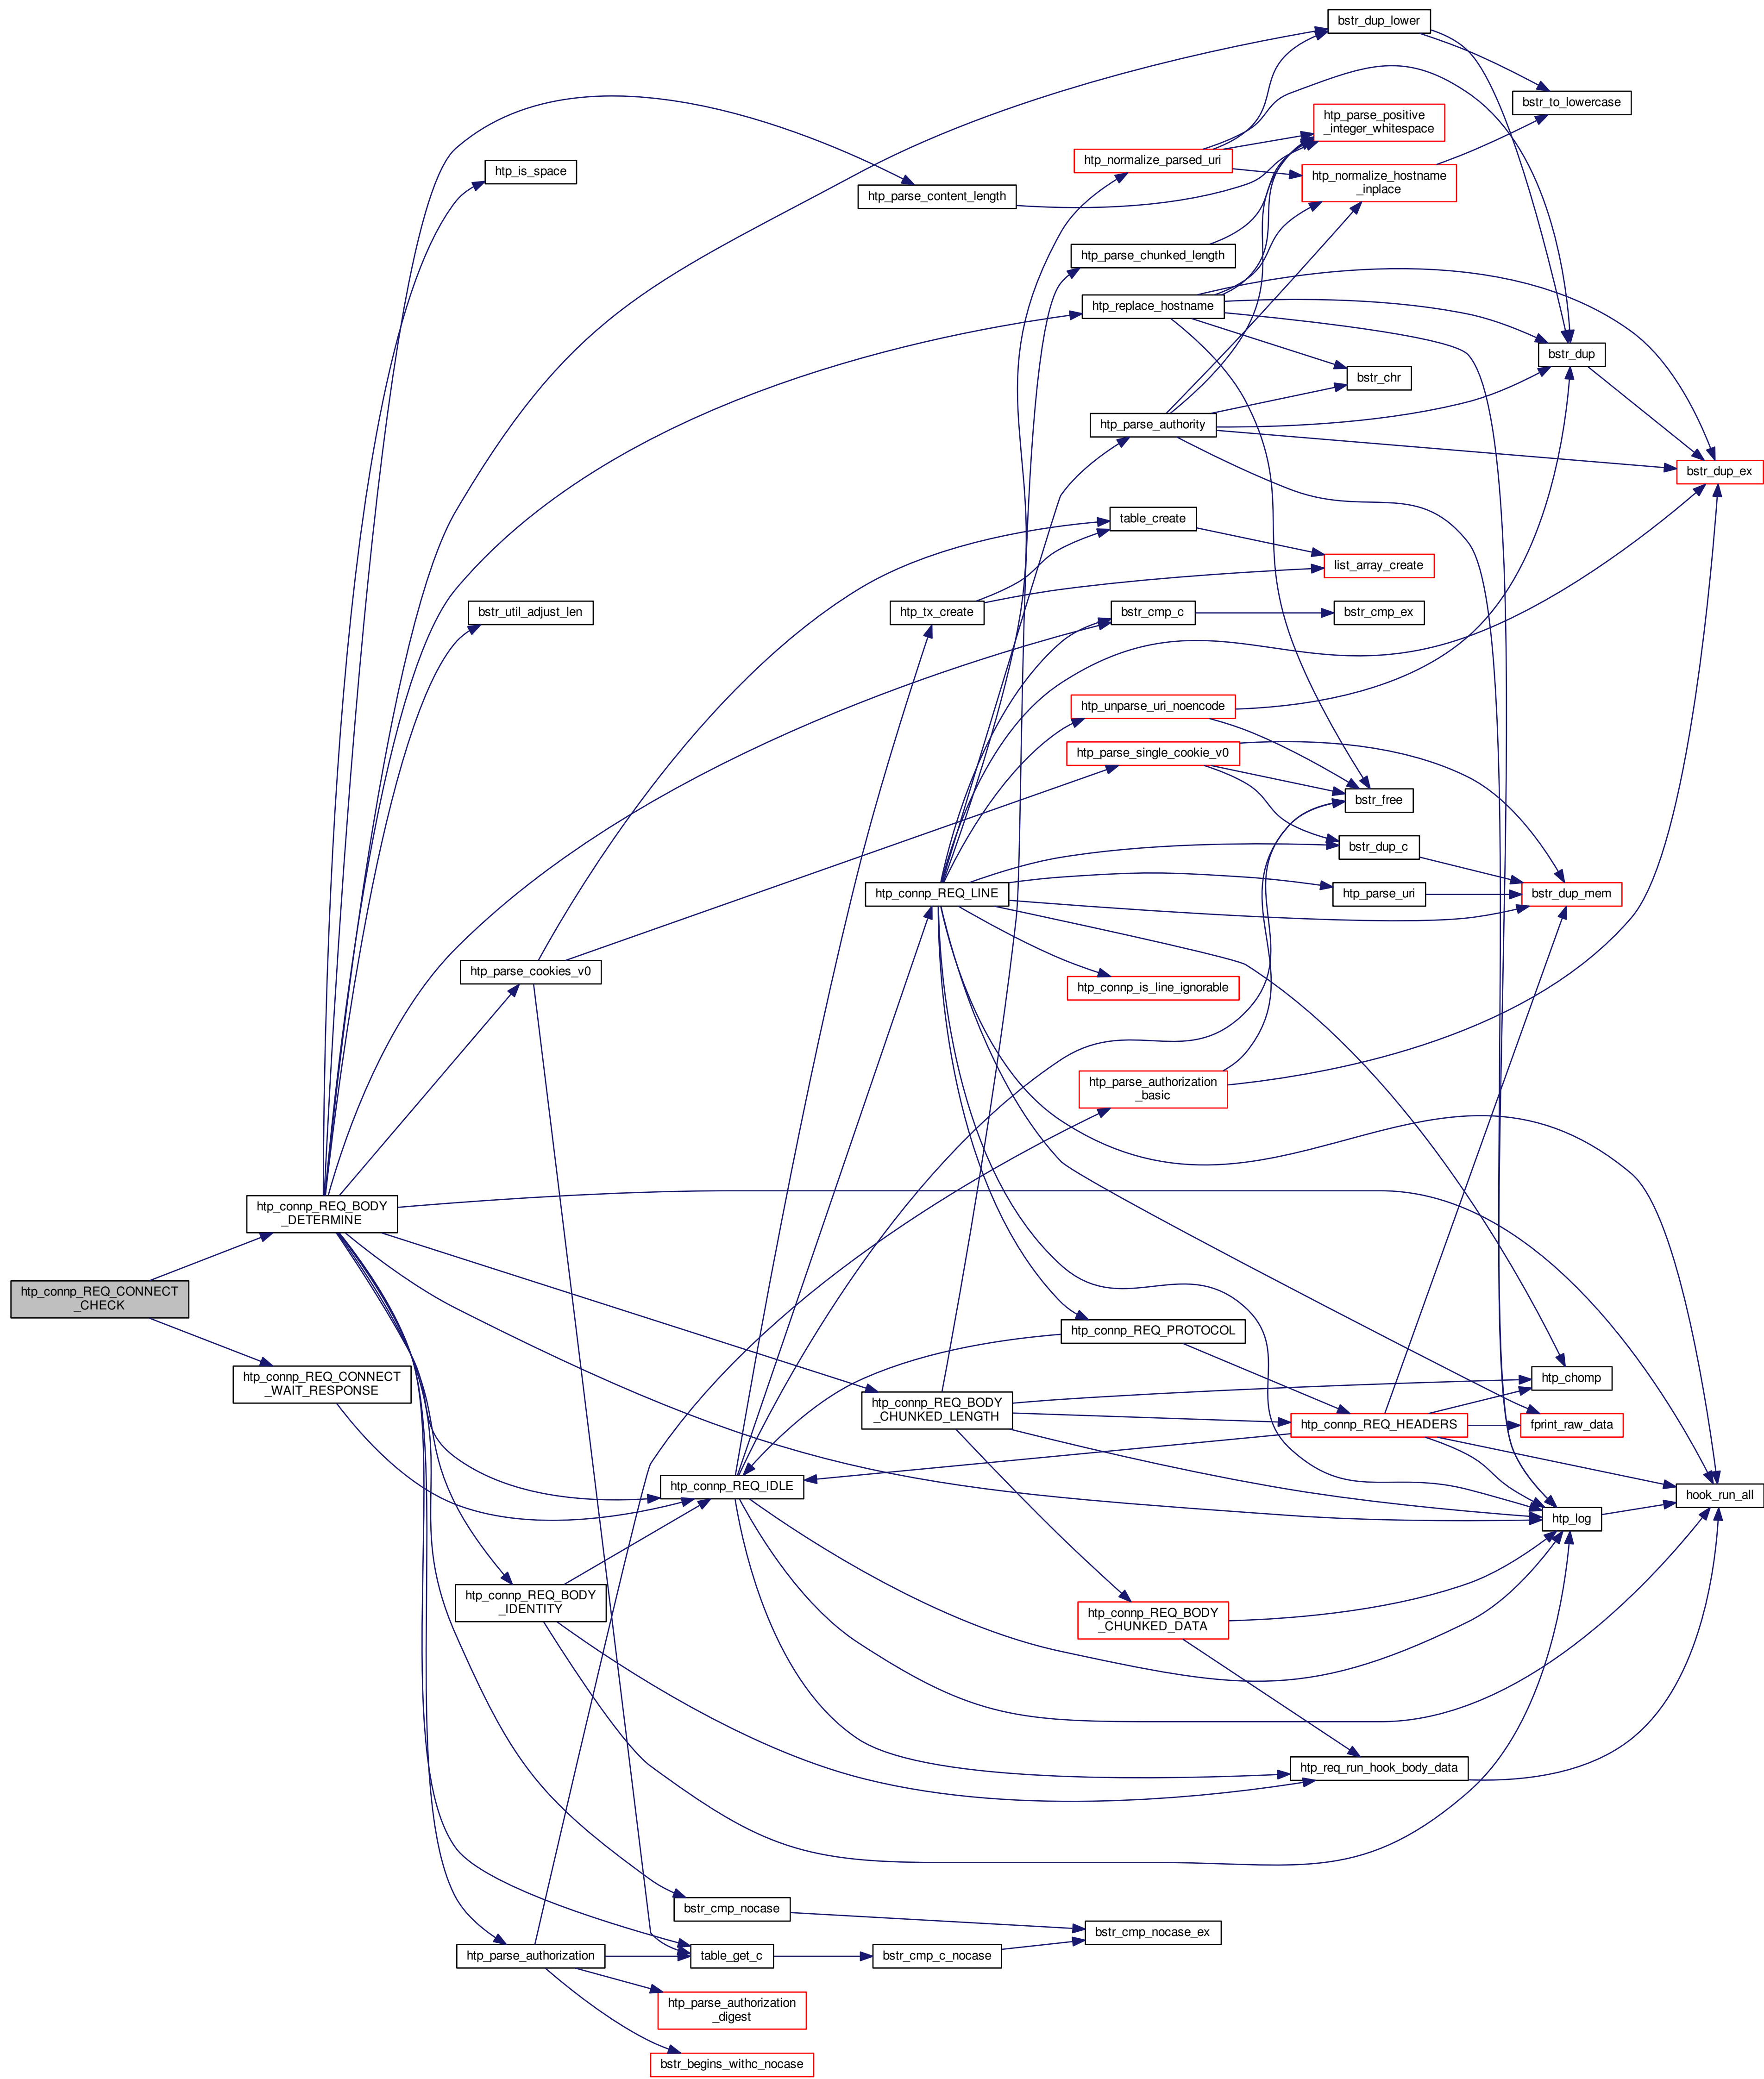 bstr_dup_lower
bstr_to_lowercase
htp_parse_positive
_integer_whitespace
htp_normalize_parsed_uri
htp_is_space
htp_normalize_hostname
_inplace
htp_parse_content_length
htp_parse_chunked_length
htp_replace_hostname
bstr_dup
bstr_chr
htp_parse_authority
bstr_dup_ex
table_create
list_array_create
bstr_util_adjust_len
htp_tx_create
bstr_cmp_c
bstr_cmp_ex
htp_unparse_uri_noencode
htp_parse_single_cookie_v0
bstr_free
bstr_dup_c
htp_connp_REQ_LINE
htp_parse_uri
bstr_dup_mem
htp_parse_cookies_v0
htp_connp_is_line_ignorable
htp_parse_authorization
_basic
htp_connp_REQ_BODY
_DETERMINE
htp_connp_REQ_CONNECT
_CHECK
htp_connp_REQ_PROTOCOL
htp_connp_REQ_CONNECT
_WAIT_RESPONSE
htp_chomp
htp_connp_REQ_BODY
_CHUNKED_LENGTH
htp_connp_REQ_HEADERS
fprint_raw_data
htp_connp_REQ_IDLE
hook_run_all
htp_log
htp_connp_REQ_BODY
_IDENTITY
htp_connp_REQ_BODY
_CHUNKED_DATA
htp_req_run_hook_body_data
bstr_cmp_nocase
bstr_cmp_nocase_ex
htp_parse_authorization
table_get_c
bstr_cmp_c_nocase
htp_parse_authorization
_digest
bstr_begins_withc_nocase